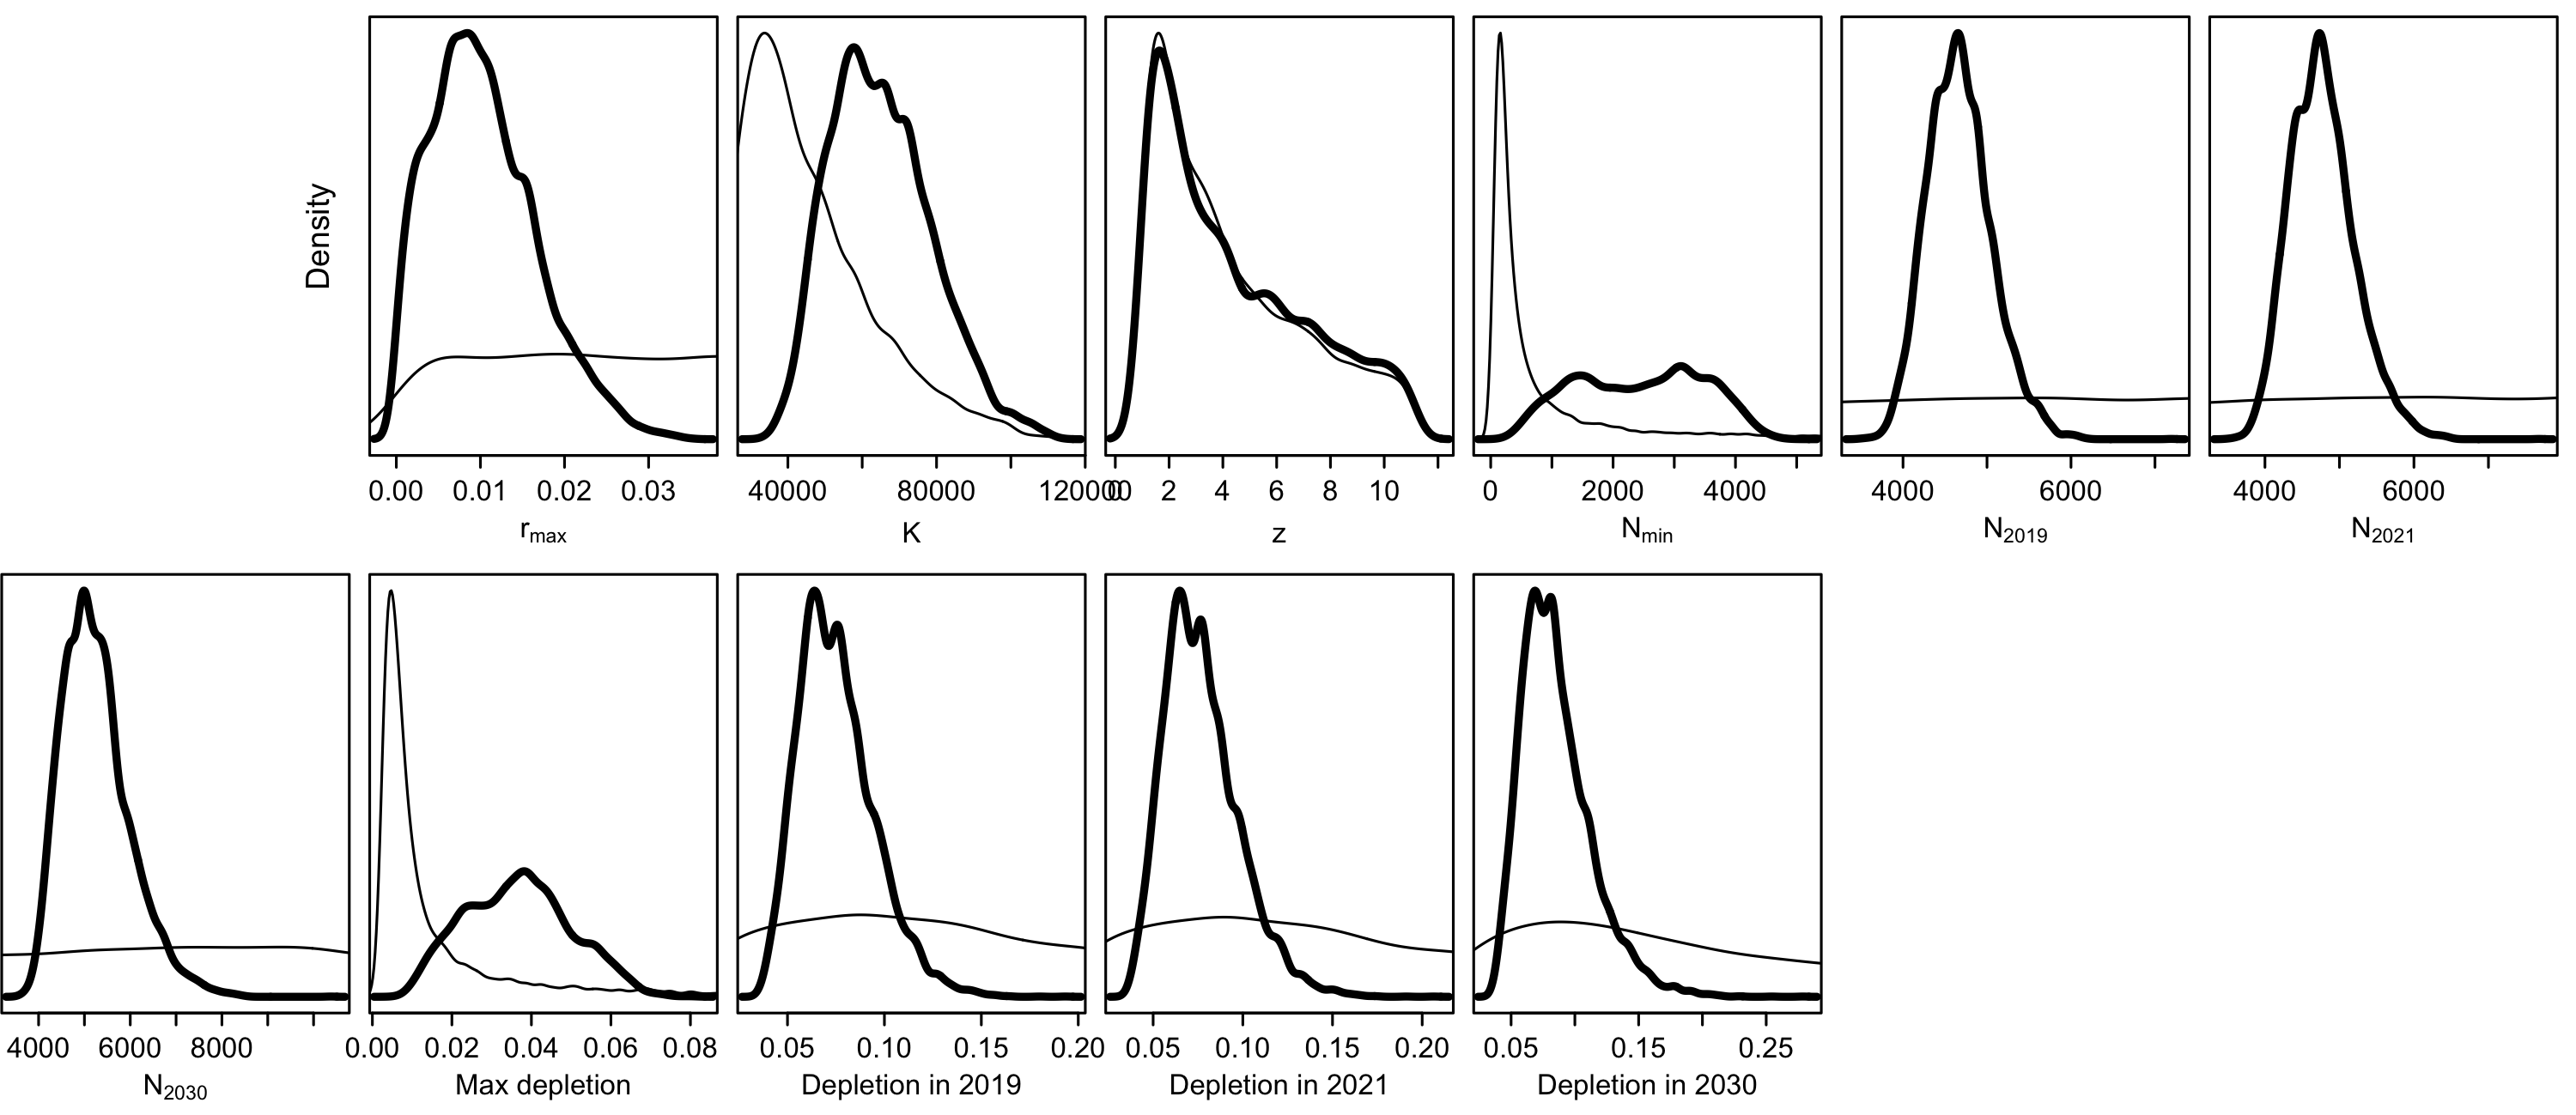 Density
0.00 0.01 0.02 0.03
r_max
40000 80000 120000
K
0 2 4 6 8 10
z
0 2000 4000
N_min
4000 6000
N_2019
4000 6000
N_2021
4000 6000 8000
N_2030
0.00 0.02 0.04 0.06 0.08
Max depletion
0.05 0.10 0.15 0.20
Depletion in 2019
0.05 0.10 0.15 0.20
Depletion in 2021
0.05 0.15 0.25
Depletion in 2030